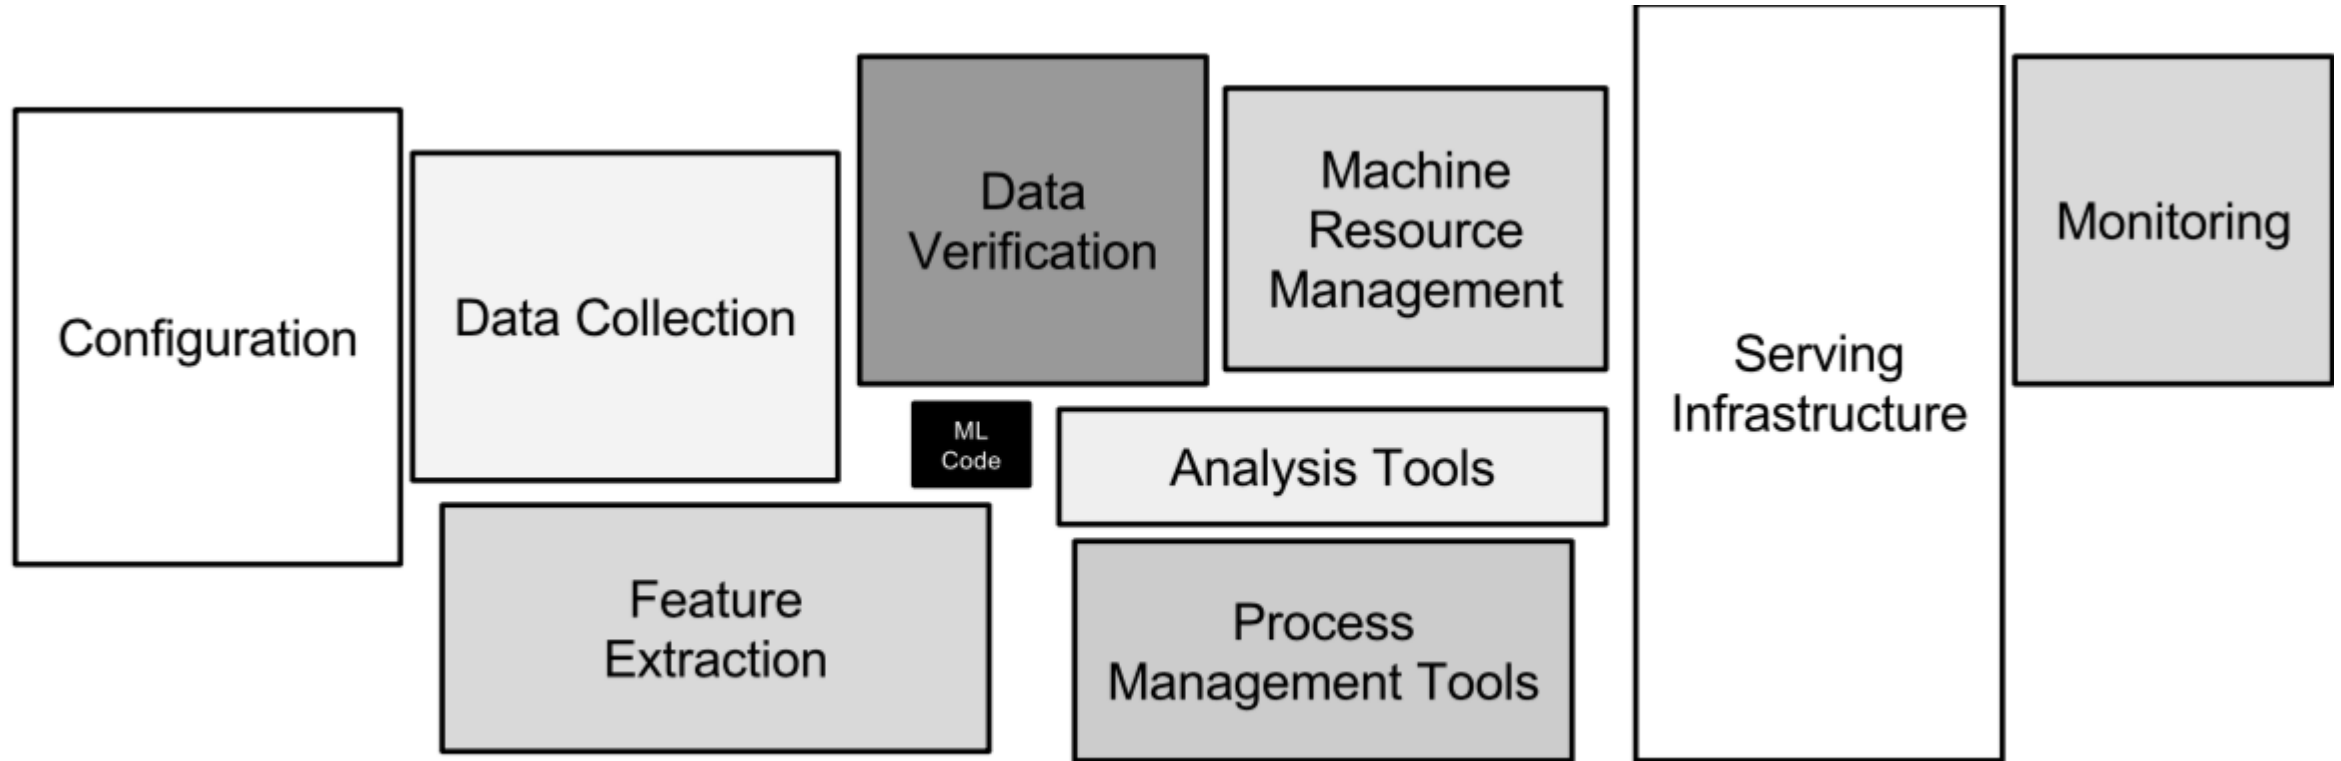 Configuration
Data Collection
Data
Verification
Machine
Resource
Management
Serving
Infrastructure
Monitoring
ML
Code
Analysis Tools
Feature
Extraction
Process
Management Tools